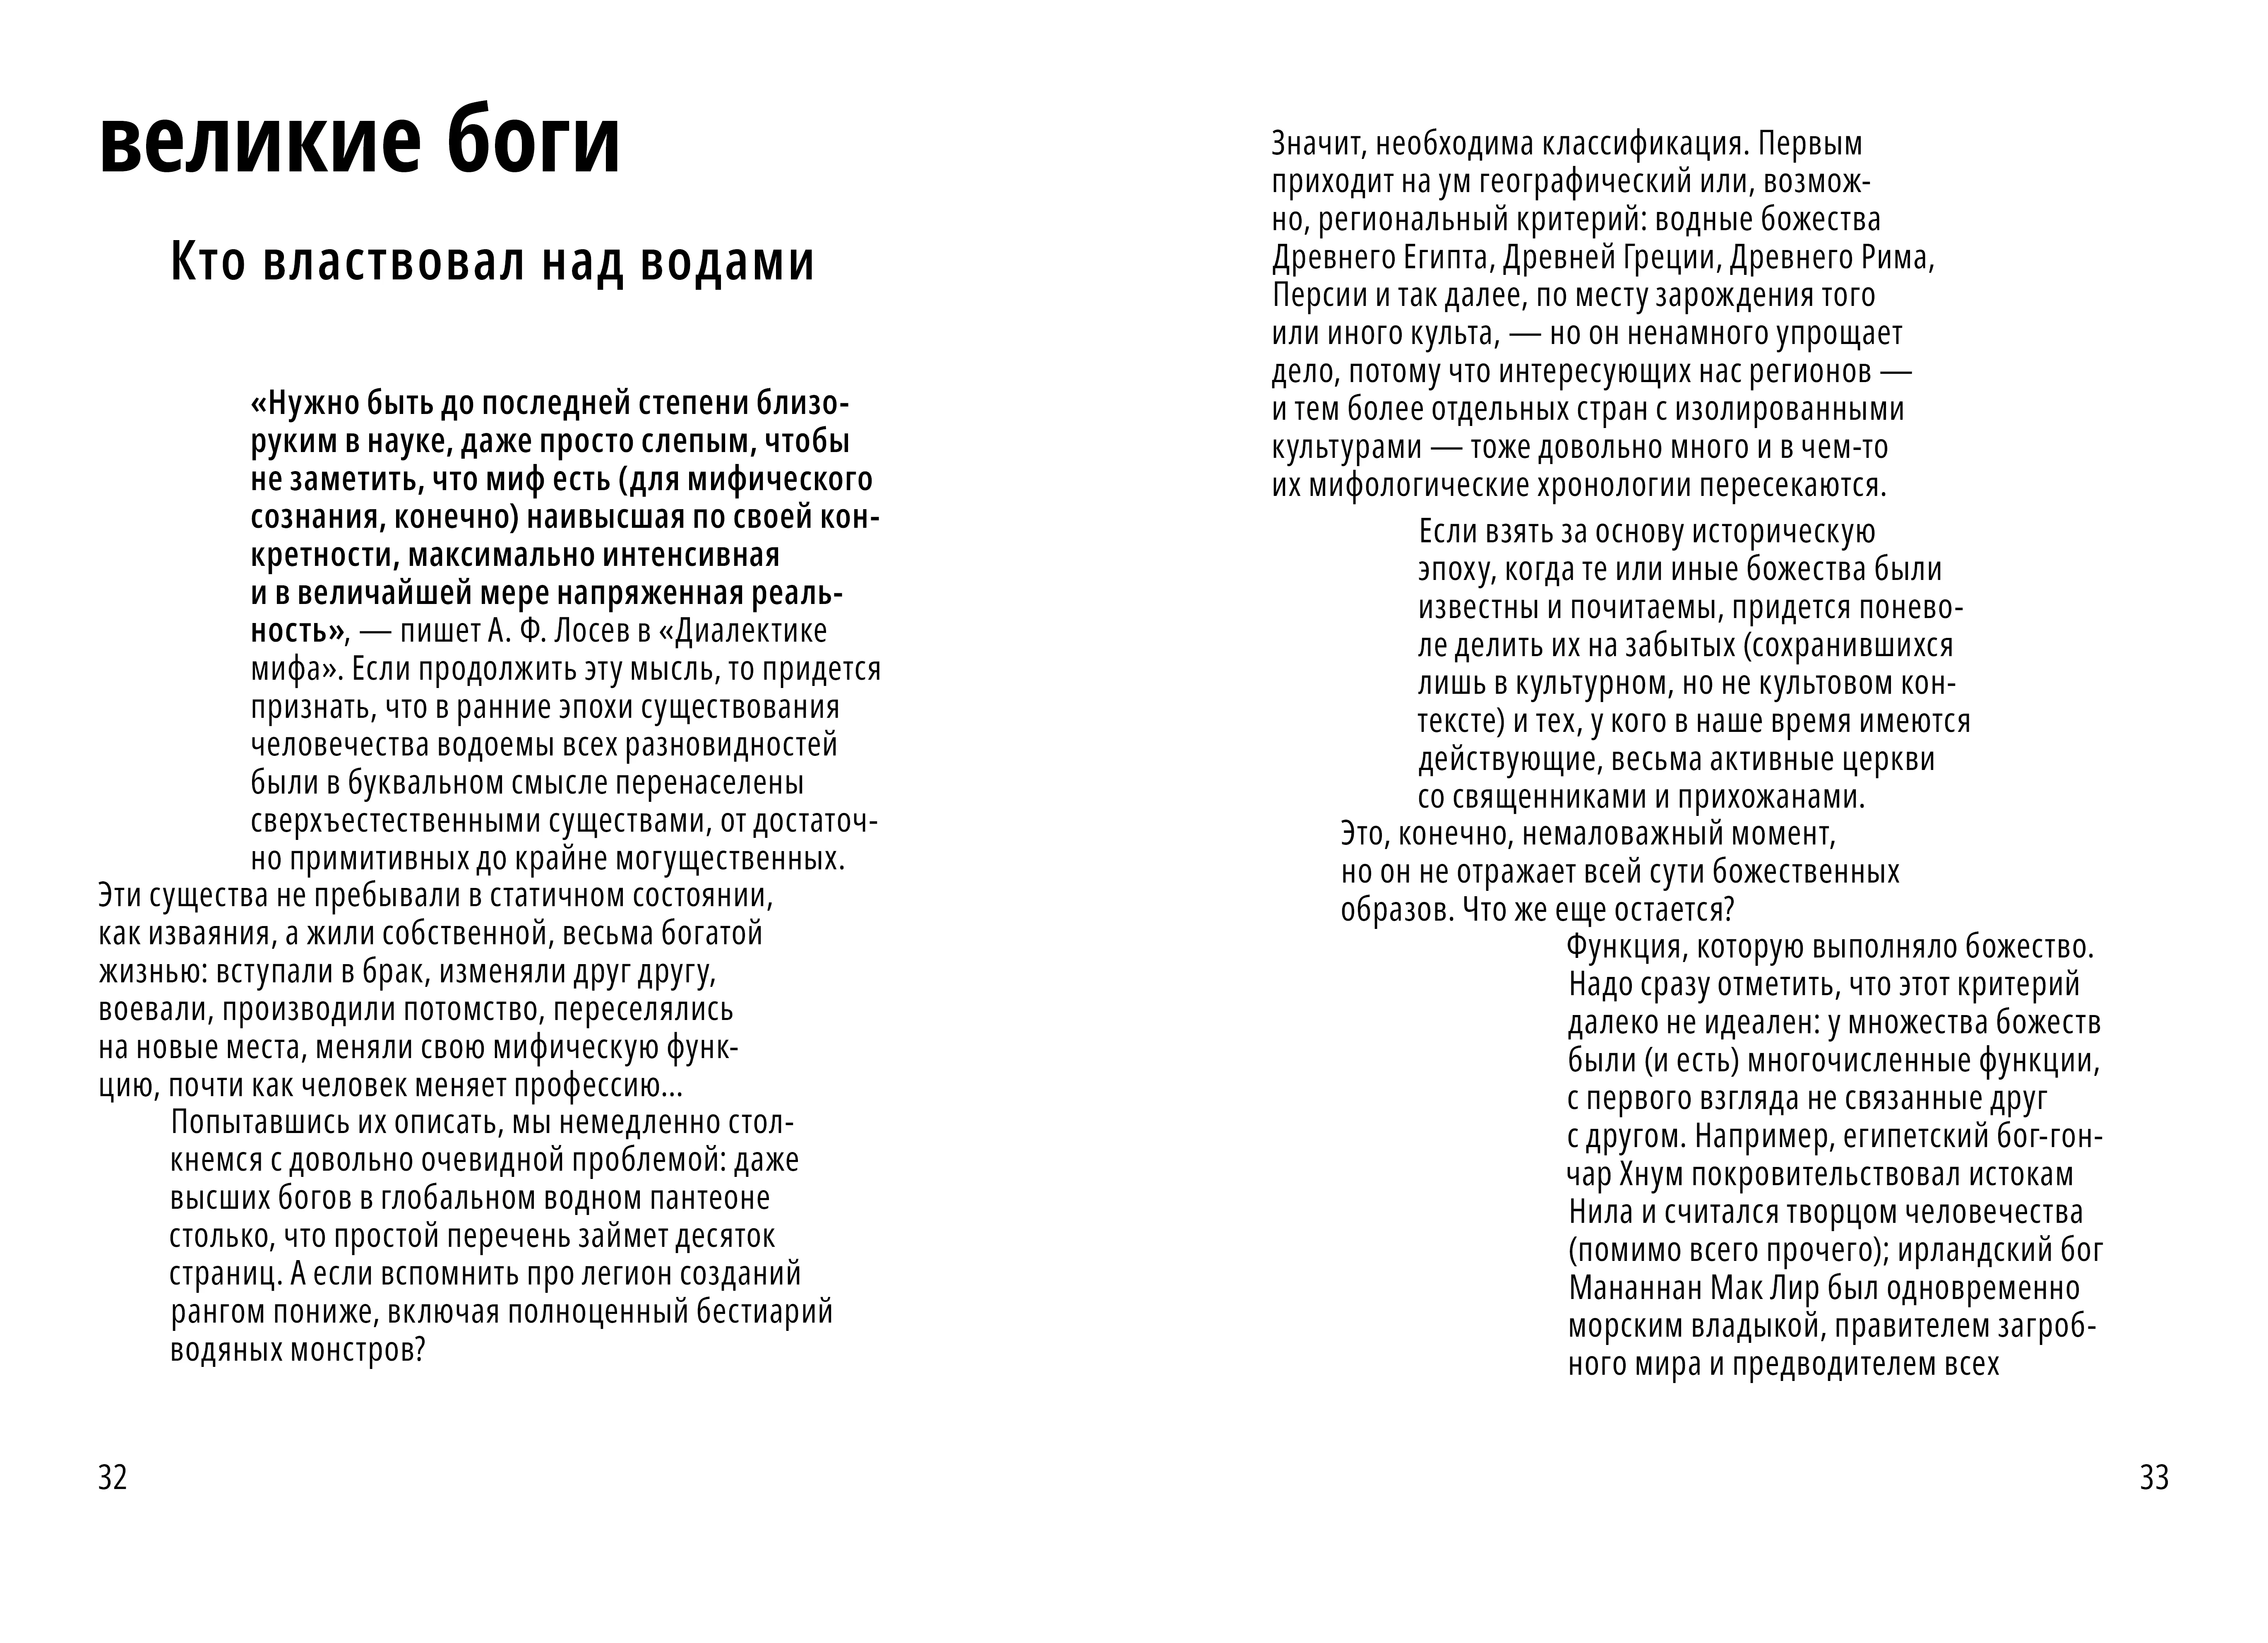 великие боги
Кто властвовал над водами
«Нужно быть до последней степени близо-
руким в науке, даже просто слепым, чтобы
не заметить, что миф есть (для мифического
сознания, конечно) наивысшая по своей кон-
кретности, максимально интенсивная
и в величайшей мере напряженная реаль-
ность», — пишет А. Ф. Лосев в «Диалектике
мифа». Если продолжить эту мысль, то придется
признать, что в ранние эпохи существования
человечества водоемы всех разновидностей
были в буквальном смысле перенаселены
сверхъестественными существами, от достаточ-
но примитивных до крайне могущественных.
Эти существа не пребывали в статичном состоянии,
как изваяния, а жили собственной, весьма богатой
жизнью: вступали в брак, изменяли друг другу,
воевали, производили потомство, переселялись
на новые места, меняли свою мифическую функ-
цию, почти как человек меняет профессию...
Попытавшись их описать, мы немедленно стол-
кнемся с довольно очевидной проблемой: даже
высших богов в глобальном водном пантеоне
столько, что простой перечень займет десяток
страниц. А если вспомнить про легион созданий
рангом пониже, включая полноценный бестиарий
водяных монстров?
32
Значит, необходима классификация. Первым
приходит на ум географический или, возмож-
но, региональный критерий: водные божества
Древнего Египта, Древней Греции, Древнего Рима,
Персии и так далее, по месту зарождения того
или иного культа, — но он ненамного упрощает
дело, потому что интересующих нас регионов —
и тем более отдельных стран с изолированными
культурами — тоже довольно много и в чем-то
их мифологические хронологии пересекаются.
Если взять за основу историческую
эпоху, когда те или иные божества были
известны и почитаемы, придется понево-
ле делить их на забытых (сохранившихся
лишь в культурном, но не культовом кон-
тексте) и тех, у кого в наше время имеются
действующие, весьма активные церкви
со священниками и прихожанами.
Это, конечно, немаловажный момент,
но он не отражает всей сути божественных
образов. Что же еще остается?
Функция, которую выполняло божество.
Надо сразу отметить, что этот критерий
далеко не идеален: у множества божеств
были (и есть) многочисленные функции,
с первого взгляда не связанные друг
с другом. Например, египетский бог-гон-
чар Хнум покровительствовал истокам
Нила и считался творцом человечества
(помимо всего прочего); ирландский бог
Мананнан Мак Лир был одновременно
морским владыкой, правителем загроб-
ного мира и предводителем всех
33